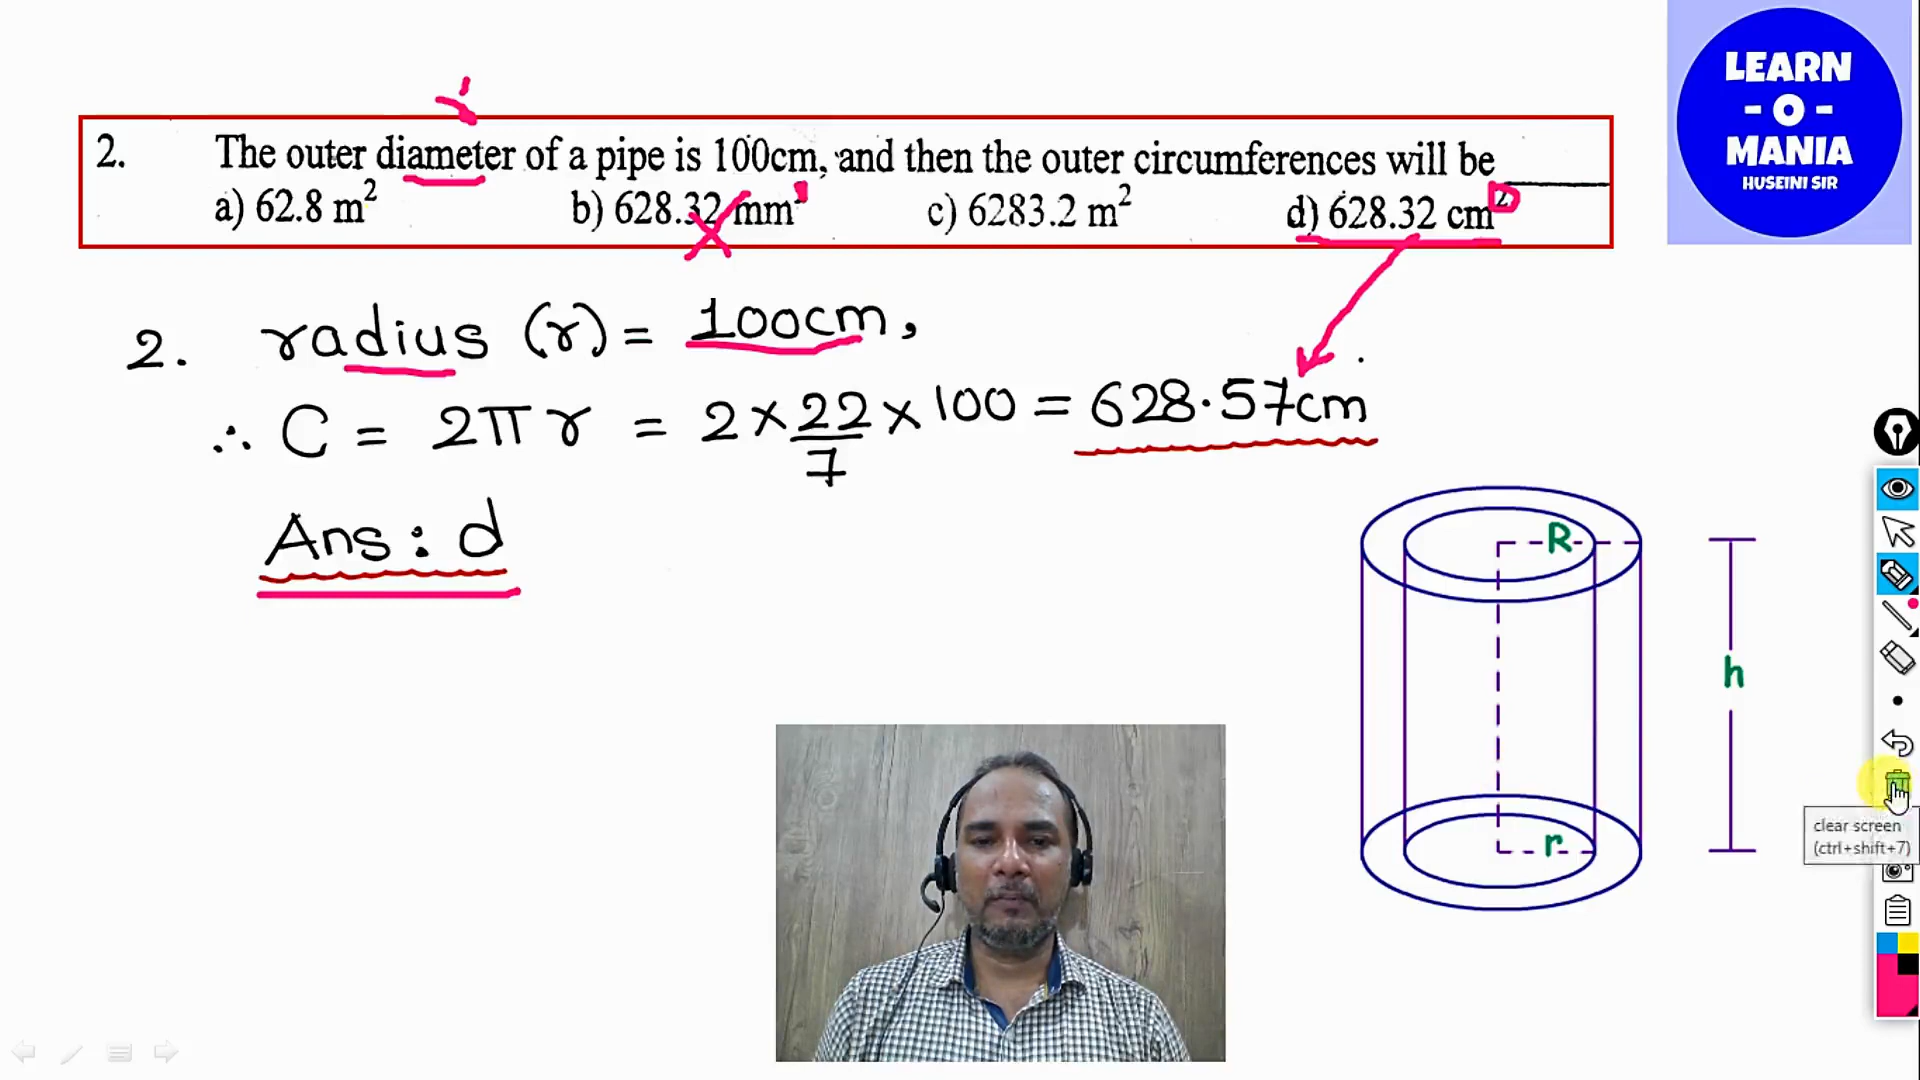 LEARN
- O -
MANIA
HUSEINI SIR
2. The outer diameter of a pipe is 100cm, and then the outer circumferences will be
a) 62.8 m² b) 628.32 mm² c) 6283.2 m² d) 628.32 cm²
2. radius (r) = 100cm,
∴ C = 2πr = 2 × 22/7 × 100 = 628.57cm
Ans : d
R
h
r
clear screen
(ctrl+shift+7)